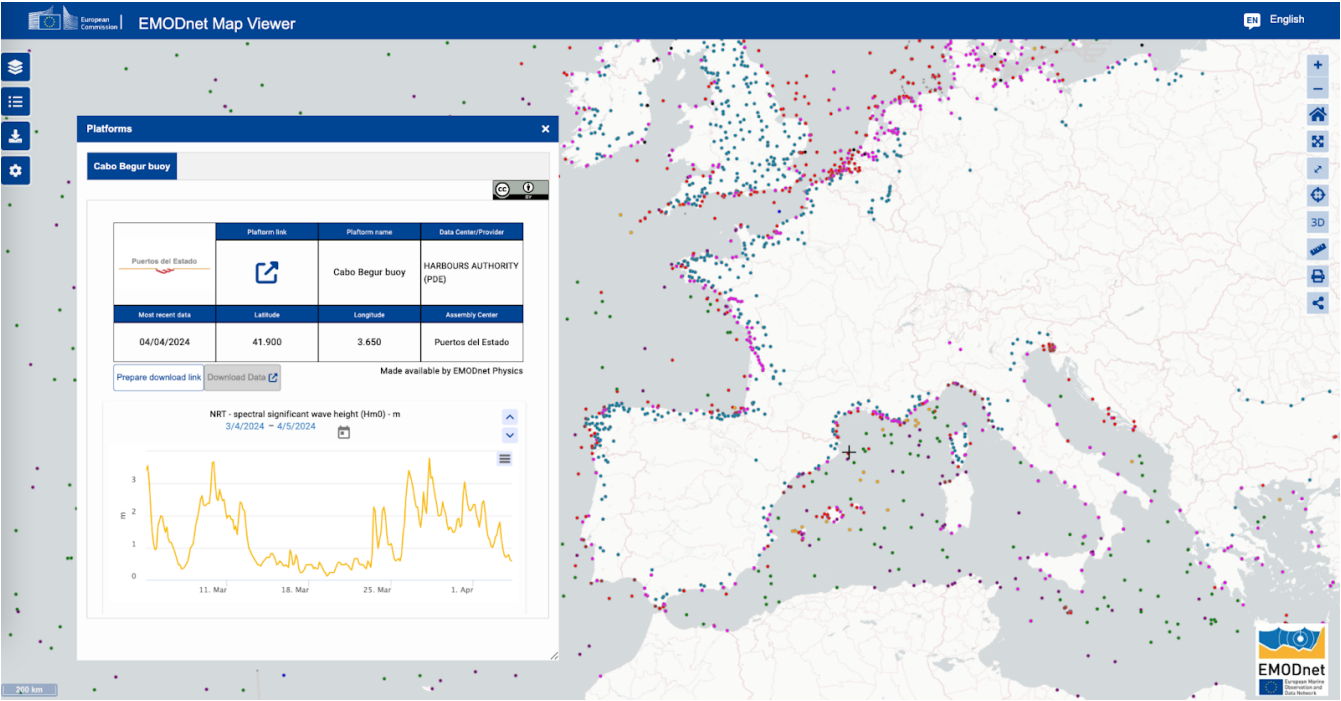 European
Commission
EMODnet Map Viewer
EN English
Platforms
Cabo Begur buoy
cc
BY
Plaftorm link Plaftorm name Data Center/Provider
Puertos del Estado
Cabo Begur buoy
HARBOURS AUTHORITY
(PDE)
Most recent data Latitude Longitude Assembly Center
04/04/2024 41.900 3.650 Puertos del Estado
Prepare download link Download Data
Made available by EMODnet Physics
NRT - spectral significant wave height (Hm0) - m
3/4/2024 – 4/5/2024
3
2
1
0
m
11. Mar 18. Mar 25. Mar 1. Apr
3D
200 km
EMODnet
European Marine
Observation and
Data Network